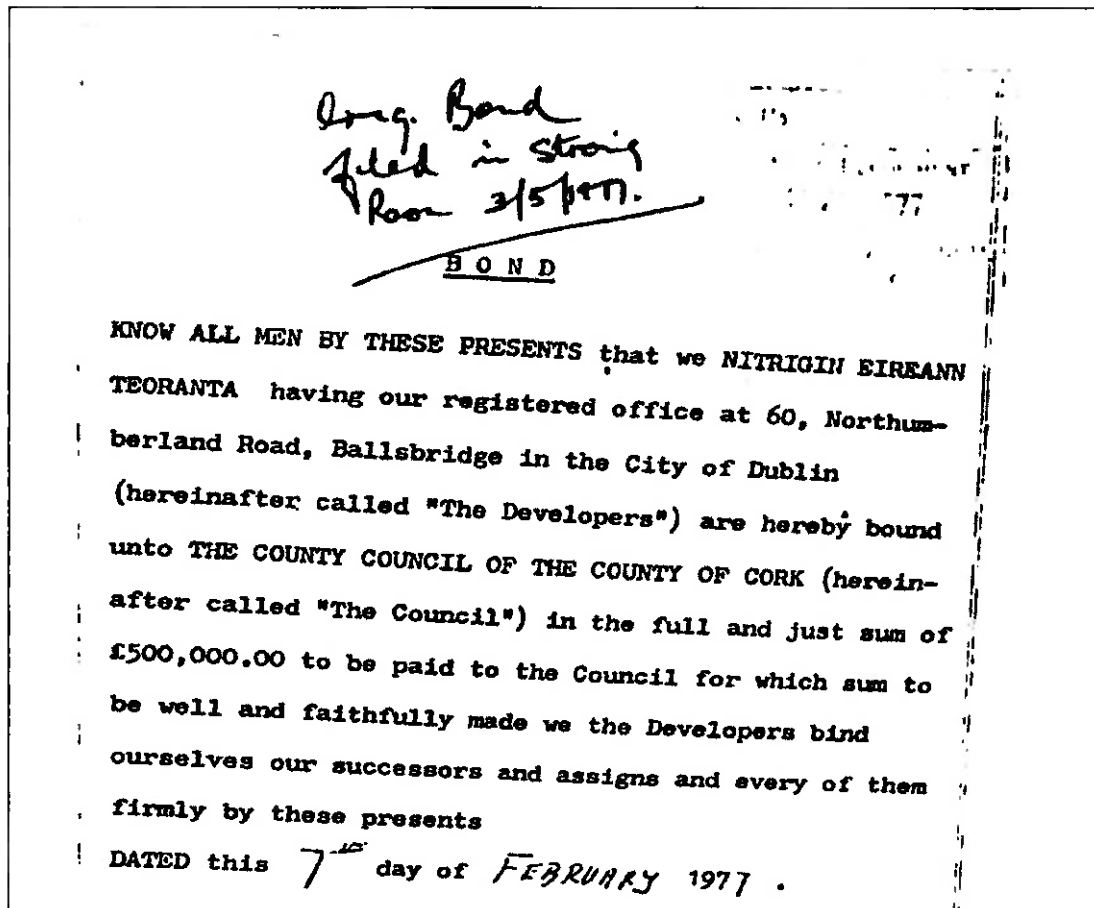 Orig. Bond
filed in Strong
Room 3/5/1977.
BOND
KNOW ALL MEN BY THESE PRESENTS that we NITRIGIN EIREANN
TEORANTA having our registered office at 60, Northum-
berland Road, Ballsbridge in the City of Dublin
(hereinafter called "The Developers") are hereby bound
unto THE COUNTY COUNCIL OF THE COUNTY OF CORK (herein-
after called "The Council") in the full and just sum of
£500,000.00 to be paid to the Council for which sum to
be well and faithfully made we the Developers bind
ourselves our successors and assigns and every of them
firmly by these presents
DATED this 7th day of FEBRUARY 1977.